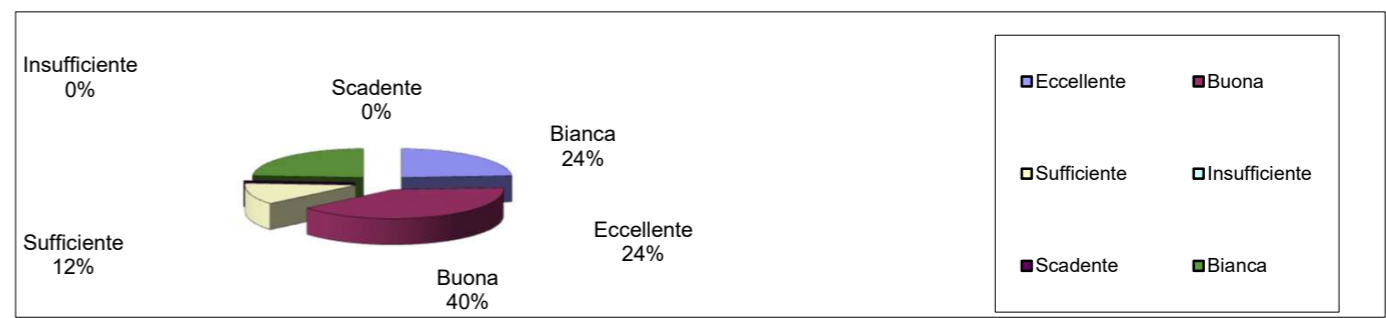 Insufficiente
0%
Scadente
0%
Bianca
24%
Eccellente
24%
Buona
40%
Sufficiente
12%
Eccellente
Buona
Sufficiente
Insufficiente
Scadente
Bianca